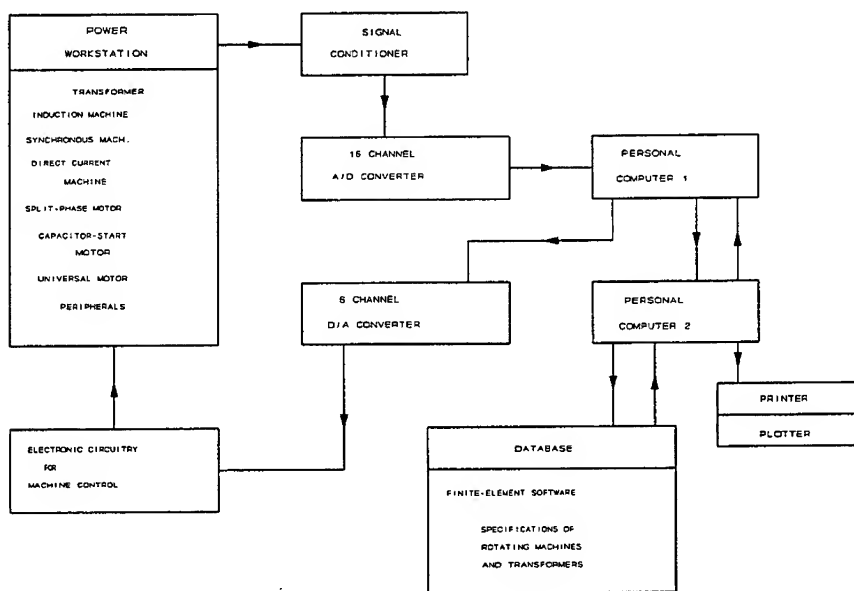 POWER
WORKSTATION
TRANSFORMER
INDUCTION MACHINE
SYNCHRONOUS MACH.
DIRECT CURRENT
MACHINE
SPLIT-PHASE MOTOR
CAPACITOR-START
MOTOR
UNIVERSAL MOTOR
PERIPHERALS
SIGNAL
CONDITIONER
16 CHANNEL
A/D CONVERTER
PERSONAL
COMPUTER 1
6 CHANNEL
D/A CONVERTER
PERSONAL
COMPUTER 2
PRINTER
PLOTTER
ELECTRONIC CIRCUITRY
FOR
MACHINE CONTROL
DATABASE
FINITE-ELEMENT SOFTWARE
SPECIFICATIONS OF
ROTATING MACHINES
AND TRANSFORMERS